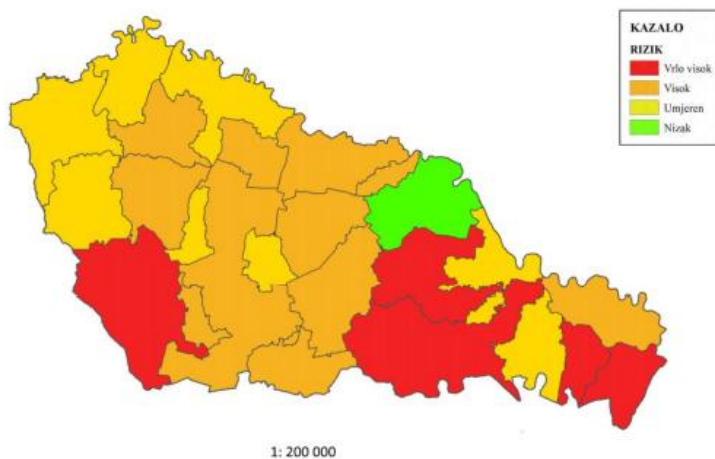 KAZALO
RIZIK
Vrlo visok
Visok
Umjeren
Nizak
1: 200 000